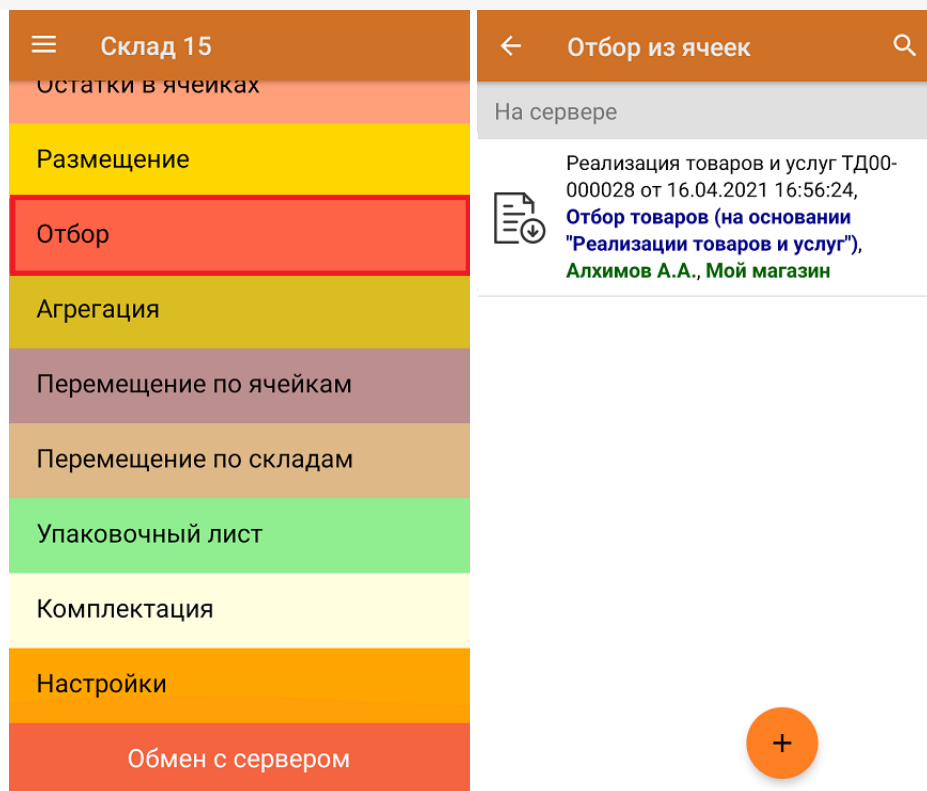 Склад 15
Остатки в ячейках
Размещение
Отбор
Агрегация
Перемещение по ячейкам
Перемещение по складам
Упаковочный лист
Комплектация
Настройки
Обмен с сервером
Отбор из ячеек
На сервере
Реализация товаров и услуг ТД00-
000028 от 16.04.2021 16:56:24,
Отбор товаров (на основании
"Реализации товаров и услуг"),
Алхимов А.А., Мой магазин
+